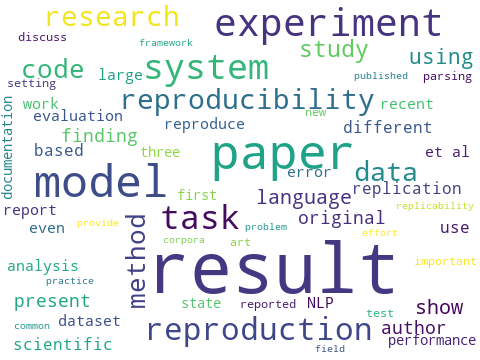 research
experiment
discuss
framework
study
using
code
large
system
published
parsing
setting
documentation
work
reproducibility
recent
evaluation
reproduce
new
different
finding
paper
based
three
error
data
et al
model
first
language
replication
report
task
original
replicability
even
method
provide
problem
use
corpora
art
effort
analysis
result
important
practice
present
state
reported
NLP
show
test
common
dataset
reproduction
author
scientific
field
performance